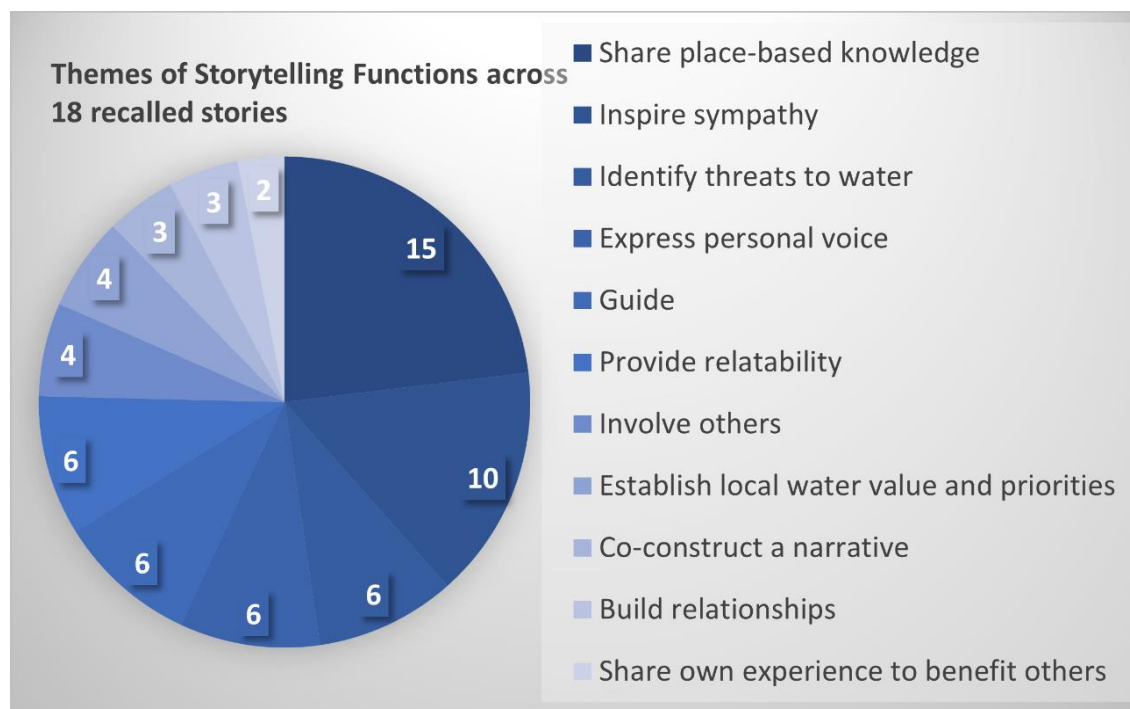 Themes of Storytelling Functions across
18 recalled stories
15
10
6
6
6
6
4
4
3
3
2
Share place-based knowledge
Inspire sympathy
Identify threats to water
Express personal voice
Guide
Provide relatability
Involve others
Establish local water value and priorities
Co-construct a narrative
Build relationships
Share own experience to benefit others